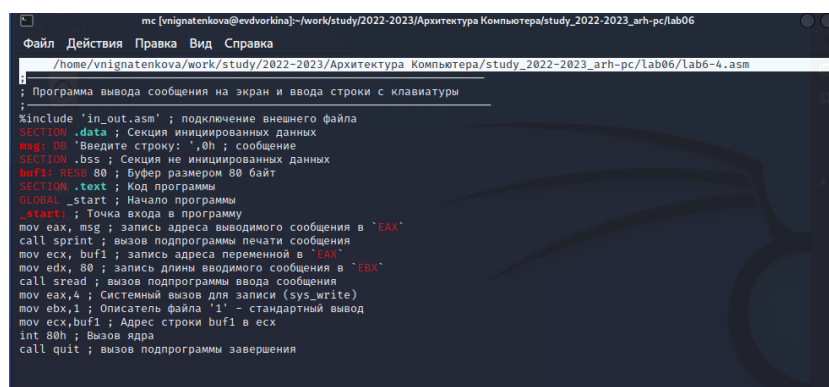 mc [vnignatenkova@evdvorkina]:~/work/study/2022-2023/Архитектура Компьютера/study_2022-2023_arh-pc/lab06
Файл Действия Правка Вид Справка
/home/vnignatenkova/work/study/2022-2023/Архитектура Компьютера/study_2022-2023_arh-pc/lab06/lab6-4.asm
;
; Программа вывода сообщения на экран и ввода строки с клавиатуры
;
%include 'in_out.asm' ; подключение внешнего файла
SECTION .data ; Секция инициированных данных
msg: DB 'Введите строку: ',0h ; сообщение
SECTION .bss ; Секция не инициированных данных
buf1: RESB 80 ; Буфер размером 80 байт
SECTION .text ; Код программы
GLOBAL _start ; Начало программы
_start: ; Точка входа в программу
mov eax, msg ; запись адреса выводимого сообщения в `EAX`
call sprint ; вызов подпрограммы печати сообщения
mov ecx, buf1 ; запись адреса переменной в `EAX`
mov edx, 80 ; запись длины вводимого сообщения в `EBX`
call sread ; вызов подпрограммы ввода сообщения
mov eax,4 ; Системный вызов для записи (sys_write)
mov ebx,1 ; Описатель файла '1' - стандартный вывод
mov ecx,buf1 ; Адрес строки buf1 в ecx
int 80h ; Вызов ядра
call quit ; вызов подпрограммы завершения